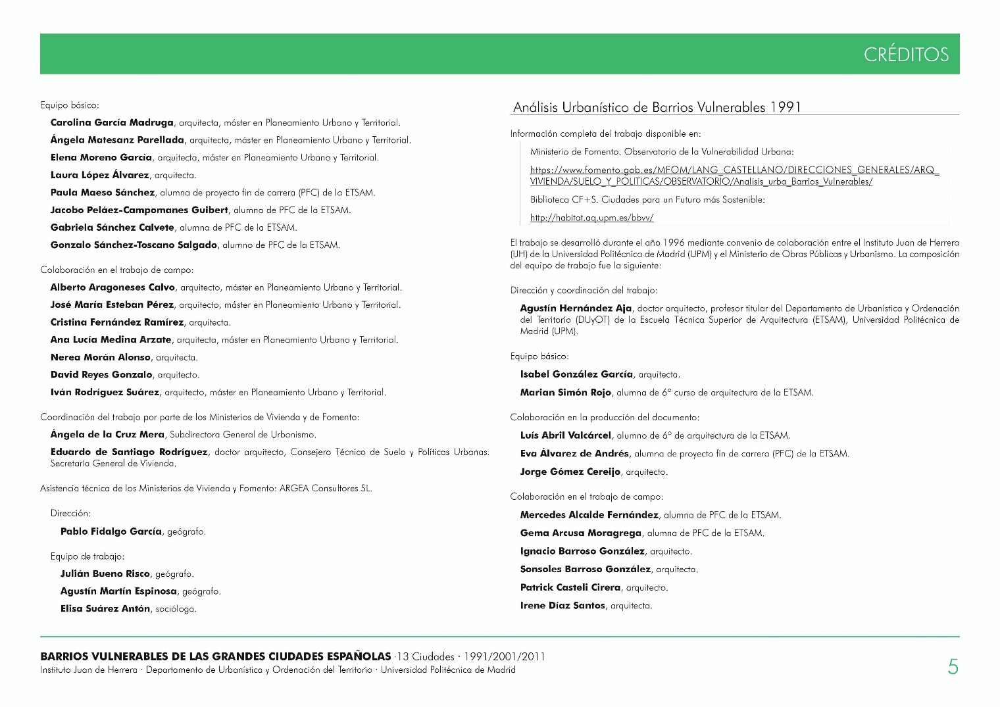 CRÉDITOS
Equipo básico:
Carolina García Madruga, arquitecta, máster en Planeamiento Urbano y Territorial.
Ángela Matesanz Parellada, arquitecta, máster en Planeamiento Urbano y Territorial.
Elena Moreno García, arquitecta, máster en Planeamiento Urbano y Territorial.
Laura López Álvarez, arquitecta.
Paula Maeso Sánchez, alumna de proyecto fin de carrera (PFC) de la ETSAM.
Jacobo Peláez-Campomanes Guibert, alumno de PFC de la ETSAM.
Gabriela Sánchez Calvete, alumna de PFC de la ETSAM.
Gonzalo Sánchez-Toscano Salgado, alumno de PFC de la ETSAM.
Colaboración en el trabajo de campo:
Alberto Aragoneses Calvo, arquitecto, máster en Planeamiento Urbano y Territorial.
José María Esteban Pérez, arquitecto, máster en Planeamiento Urbano y Territorial.
Cristina Fernández Ramírez, arquitecta.
Ana Lucía Medina Arzate, arquitecta, máster en Planeamiento Urbano y Territorial.
Nerea Morán Alonso, arquitecta.
David Reyes Gonzalo, arquitecto.
Iván Rodríguez Suárez, arquitecto, máster en Planeamiento Urbano y Territorial.
Coordinación del trabajo por parte de los Ministerios de Vivienda y de Fomento:
Ángela de la Cruz Mera, Subdirectora General de Urbanismo.
Eduardo de Santiago Rodríguez, doctor arquitecto, Consejero Técnico de Suelo y Políticas Urbanas.
Secretaría General de Vivienda.
Asistencia técnica de los Ministerios de Vivienda y Fomento: ARGEA Consultores SL.
Dirección:
Pablo Fidalgo García, geógrafo.
Equipo de trabajo:
Julián Bueno Risco, geógrafo.
Agustín Martín Espinosa, geógrafo.
Elisa Suárez Antón, socióloga.
Análisis Urbanístico de Barrios Vulnerables 1991
Información completa del trabajo disponible en:
Ministerio de Fomento. Observatorio de la Vulnerabilidad Urbana:
https://www.fomento.gob.es/MFOM/LANG_CASTELLANO/DIRECCIONES_GENERALES/ARQ_
VIVIENDA/SUELO_Y_POLITICAS/OBSERVATORIO/Analisis_urba_Barrios_Vulnerables/
Biblioteca CF+S. Ciudades para un Futuro más Sostenible:
http://habitat.aq.upm.es/bbvv/
El trabajo se desarrolló durante el año 1996 mediante convenio de colaboración entre el Instituto Juan de Herrera
(IJH) de la Universidad Politécnica de Madrid (UPM) y el Ministerio de Obras Públicas y Urbanismo. La composición
del equipo de trabajo fue la siguiente:
Dirección y coordinación del trabajo:
Agustín Hernández Aja, doctor arquitecto, profesor titular del Departamento de Urbanística y Ordenación
del Territorio (DUyOT) de la Escuela Técnica Superior de Arquitectura (ETSAM), Universidad Politécnica de
Madrid (UPM).
Equipo básico:
Isabel González García, arquitecta.
Marian Simón Rojo, alumna de 6º curso de arquitectura de la ETSAM.
Colaboración en la producción del documento:
Luís Abril Valcárcel, alumno de 6º de arquitectura de la ETSAM.
Eva Álvarez de Andrés, alumna de proyecto fin de carrera (PFC) de la ETSAM.
Jorge Gómez Cereijo, arquitecto.
Colaboración en el trabajo de campo:
Mercedes Alcalde Fernández, alumna de PFC de la ETSAM.
Gema Arcusa Moragrega, alumna de PFC de la ETSAM.
Ignacio Barroso González, arquitecto.
Sonsoles Barroso González, arquitecta.
Patrick Casteli Cirera, arquitecto.
Irene Díaz Santos, arquitecta.
BARRIOS VULNERABLES DE LAS GRANDES CIUDADES ESPAÑOLAS ·13 Ciudades · 1991/2001/2011
Instituto Juan de Herrera · Departamento de Urbanística y Ordenación del Territorio · Universidad Politécnica de Madrid
5